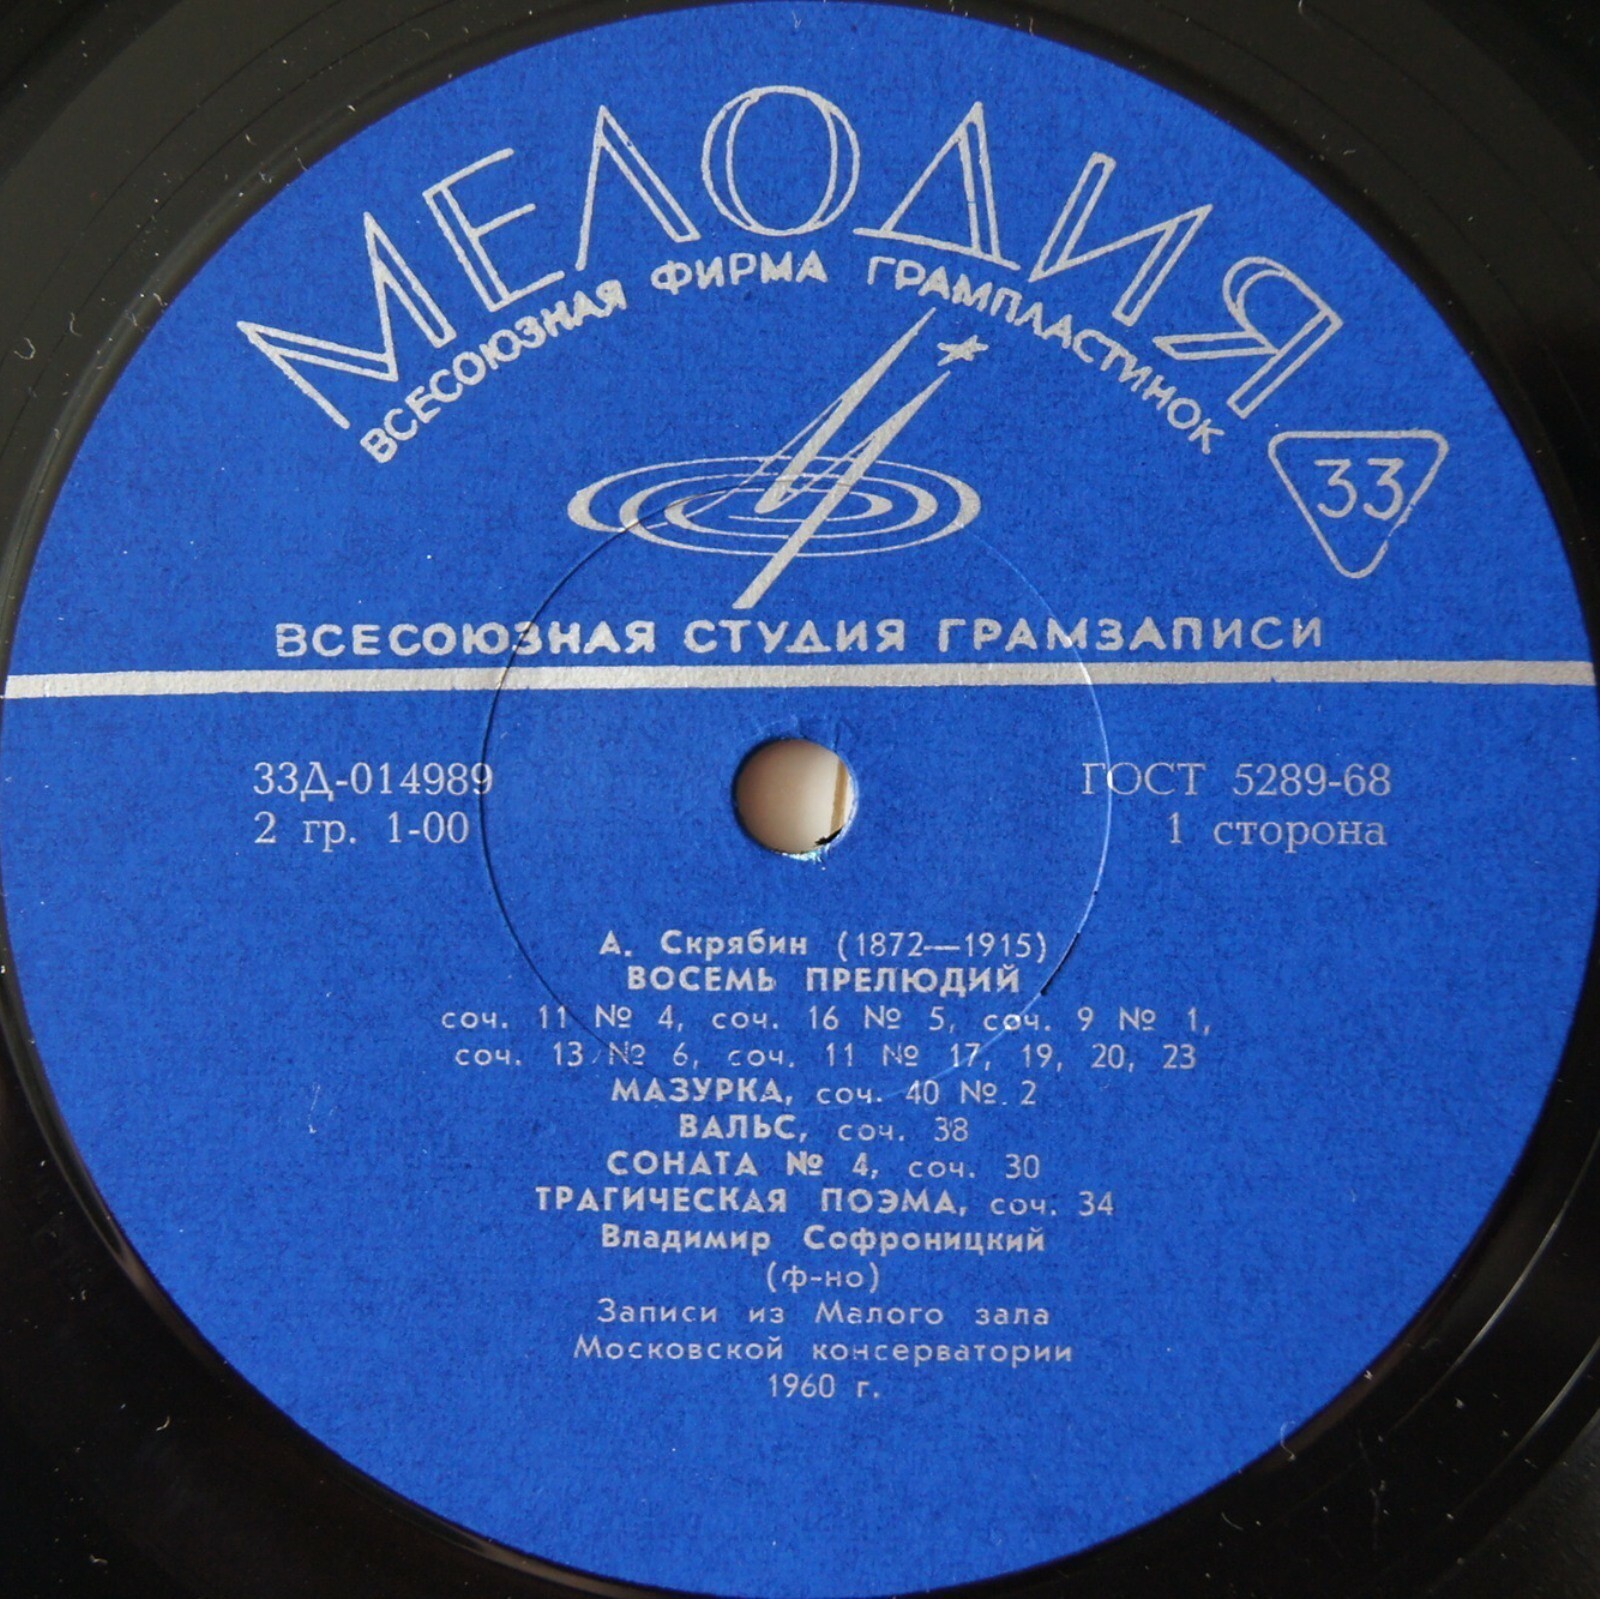 МЕЛОДИЯ
ВСЕСОЮЗНАЯ ФИРМА ГРАМПЛАСТИНОК
33
ВСЕСОЮЗНАЯ СТУДИЯ ГРАМЗАПИСИ
33Д-014989
2 гр. 1-00
ГОСТ 5289-68
1 сторона
А. Скрябин (1872—1915)
ВОСЕМЬ ПРЕЛЮДИЙ
соч. 11 № 4, соч. 16 № 5, соч. 9 № 1,
соч. 13 № 6, соч. 11 № 17, 19, 20, 23
МАЗУРКА, соч. 40 № 2
ВАЛЬС, соч. 38
СОНАТА № 4, соч. 30
ТРАГИЧЕСКАЯ ПОЭМА, соч. 34
Владимир Софроницкий
(ф-но)
Записи из Малого зала
Московской консерватории
1960 г.